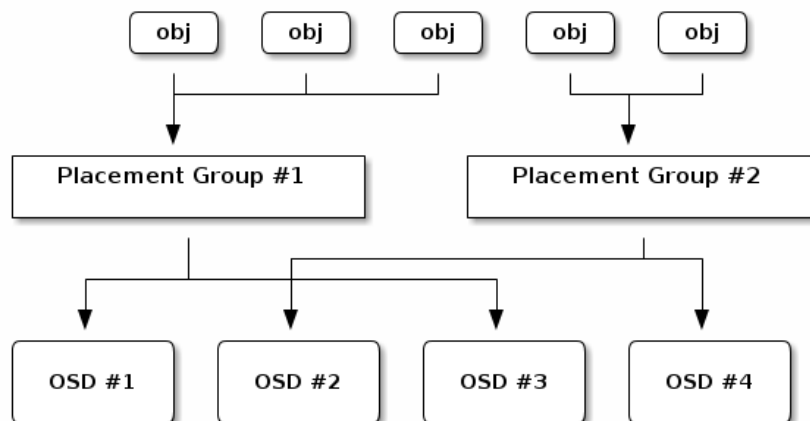 obj obj obj obj obj
Placement Group #1 Placement Group #2
OSD #1 OSD #2 OSD #3 OSD #4